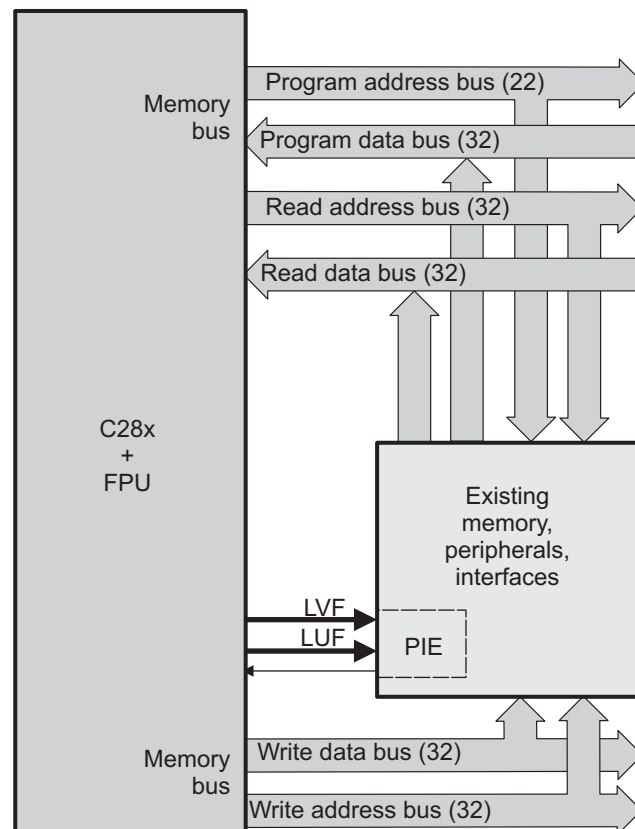 Program address bus (22)
Memory
bus
Program data bus (32)
Read address bus (32)
Read data bus (32)
C28x
+
FPU
Existing
memory,
peripherals,
interfaces
LVF
LUF
PIE
Memory
bus
Write data bus (32)
Write address bus (32)